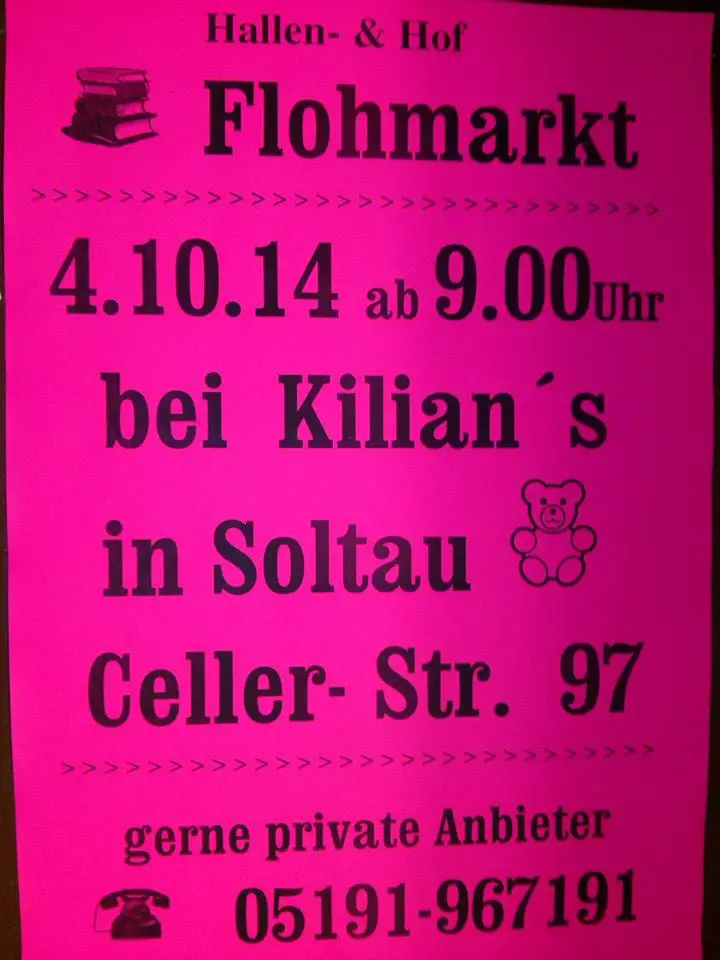 Hallen- & Hof
Flohmarkt
>>>>>>>>>>>>>>>>>>>>>>>>>>>>>>>>>
4.10.14 ab 9.00Uhr
bei Kilian´s
in Soltau
Celler- Str. 97
>>>>>>>>>>>>>>>>>>>>>>>>>>>>>>>
gerne private Anbieter
05191-967191